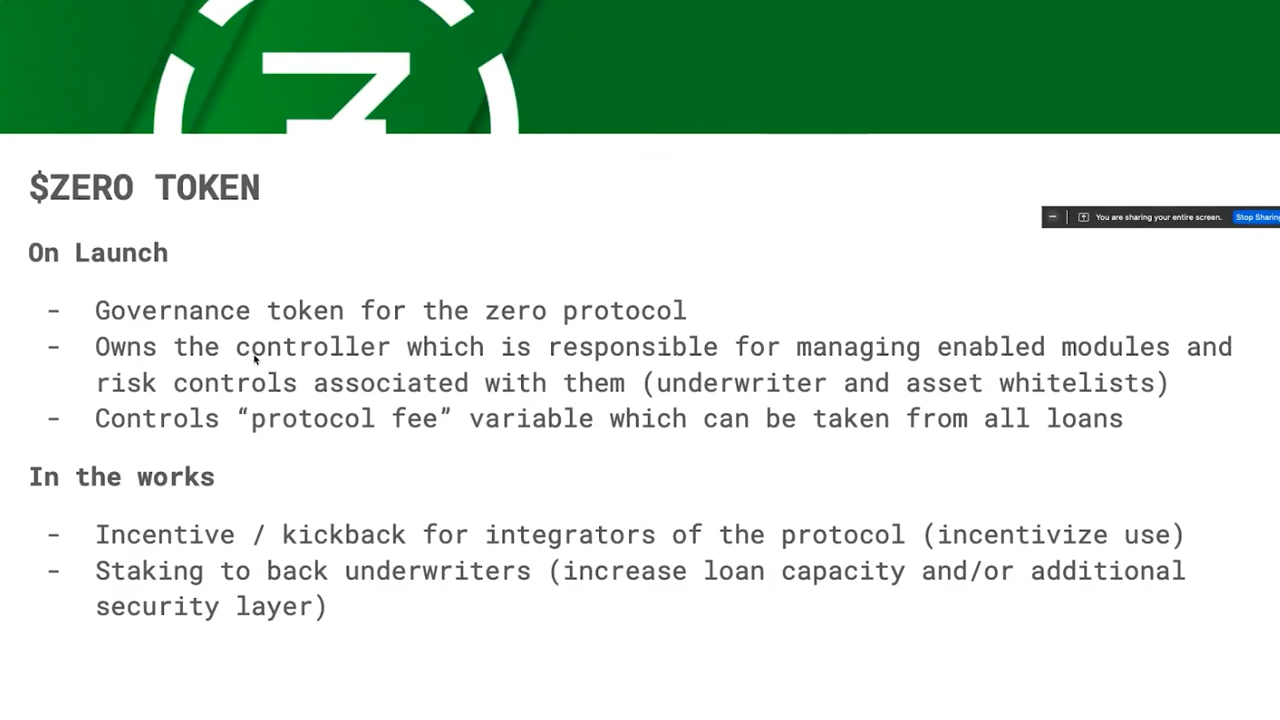 $ZERO TOKEN
You are sharing your entire screen. Stop Sharing
On Launch
- Governance token for the zero protocol
- Owns the controller which is responsible for managing enabled modules and
risk controls associated with them (underwriter and asset whitelists)
- Controls “protocol fee” variable which can be taken from all loans
In the works
- Incentive / kickback for integrators of the protocol (incentivize use)
- Staking to back underwriters (increase loan capacity and/or additional
security layer)